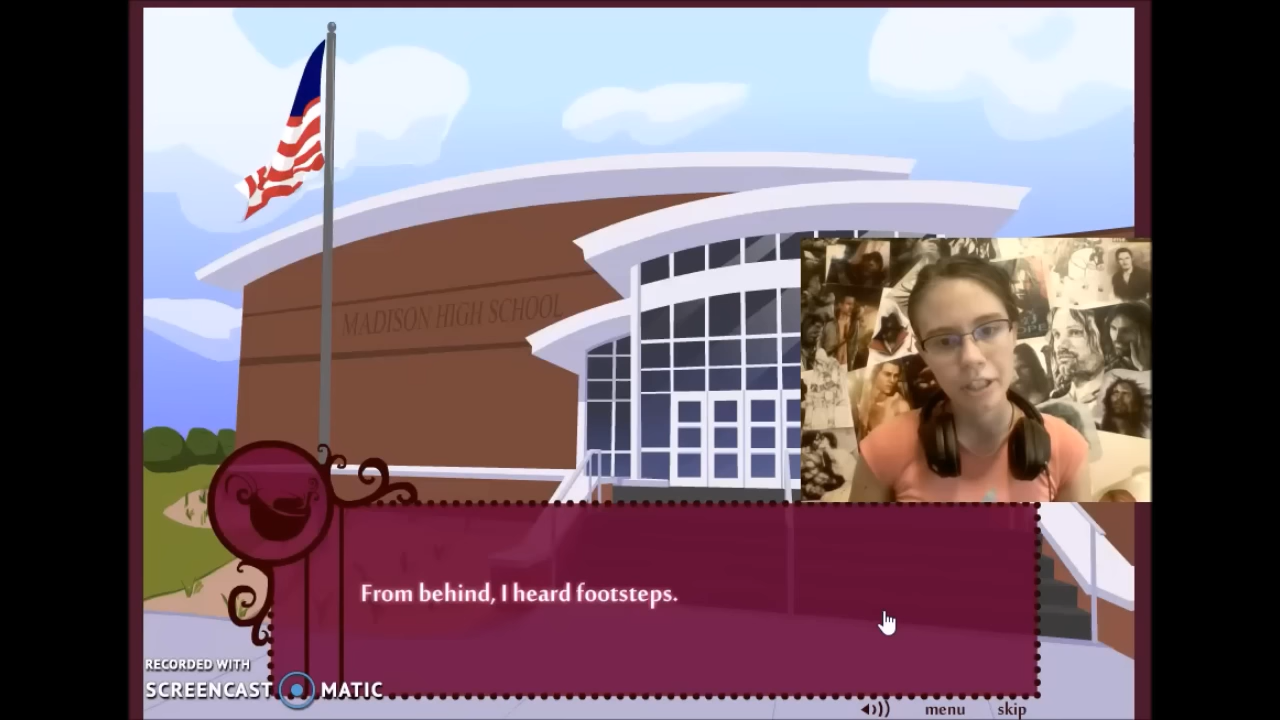 MADISON HIGH SCHOOL
From behind, I heard footsteps.
RECORDED WITH
SCREENCAST MATIC
menu skip